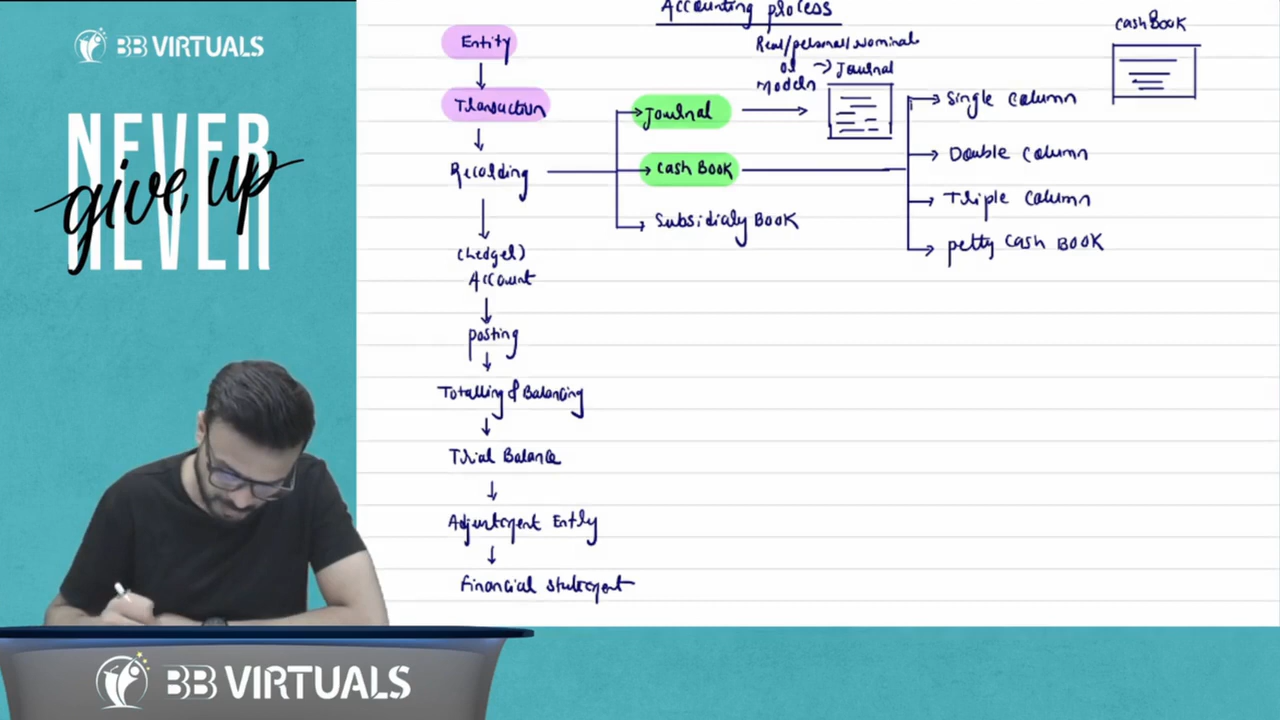 BB VIRTUALS
NEVER
give up
NEVER
Accounting process
Entity
Transaction
Recording
(Ledger)
Account
posting
Totalling & Balancing
Trial Balance
Adjustment Entry
Financial statement
Journal
Cash Book
Subsidiary Book
Real/personal/Nominal
or → Journal
Modern
Single Column
Double Column
Triple Column
petty Cash Book
Cash Book
BB VIRTUALS